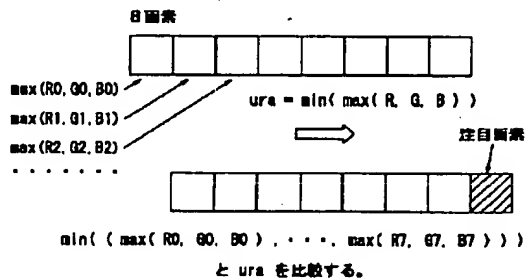 8画素
max(R0, G0, B0)
max(R1, G1, B1)
max(R2, G2, B2)
・・・・・・・
ura = min( max( R, G, B ) )
注目画素
min( ( max( R0, G0, B0 ) , ・・・, max( R7, G7, B7 ) ) )
と ura を比較する。